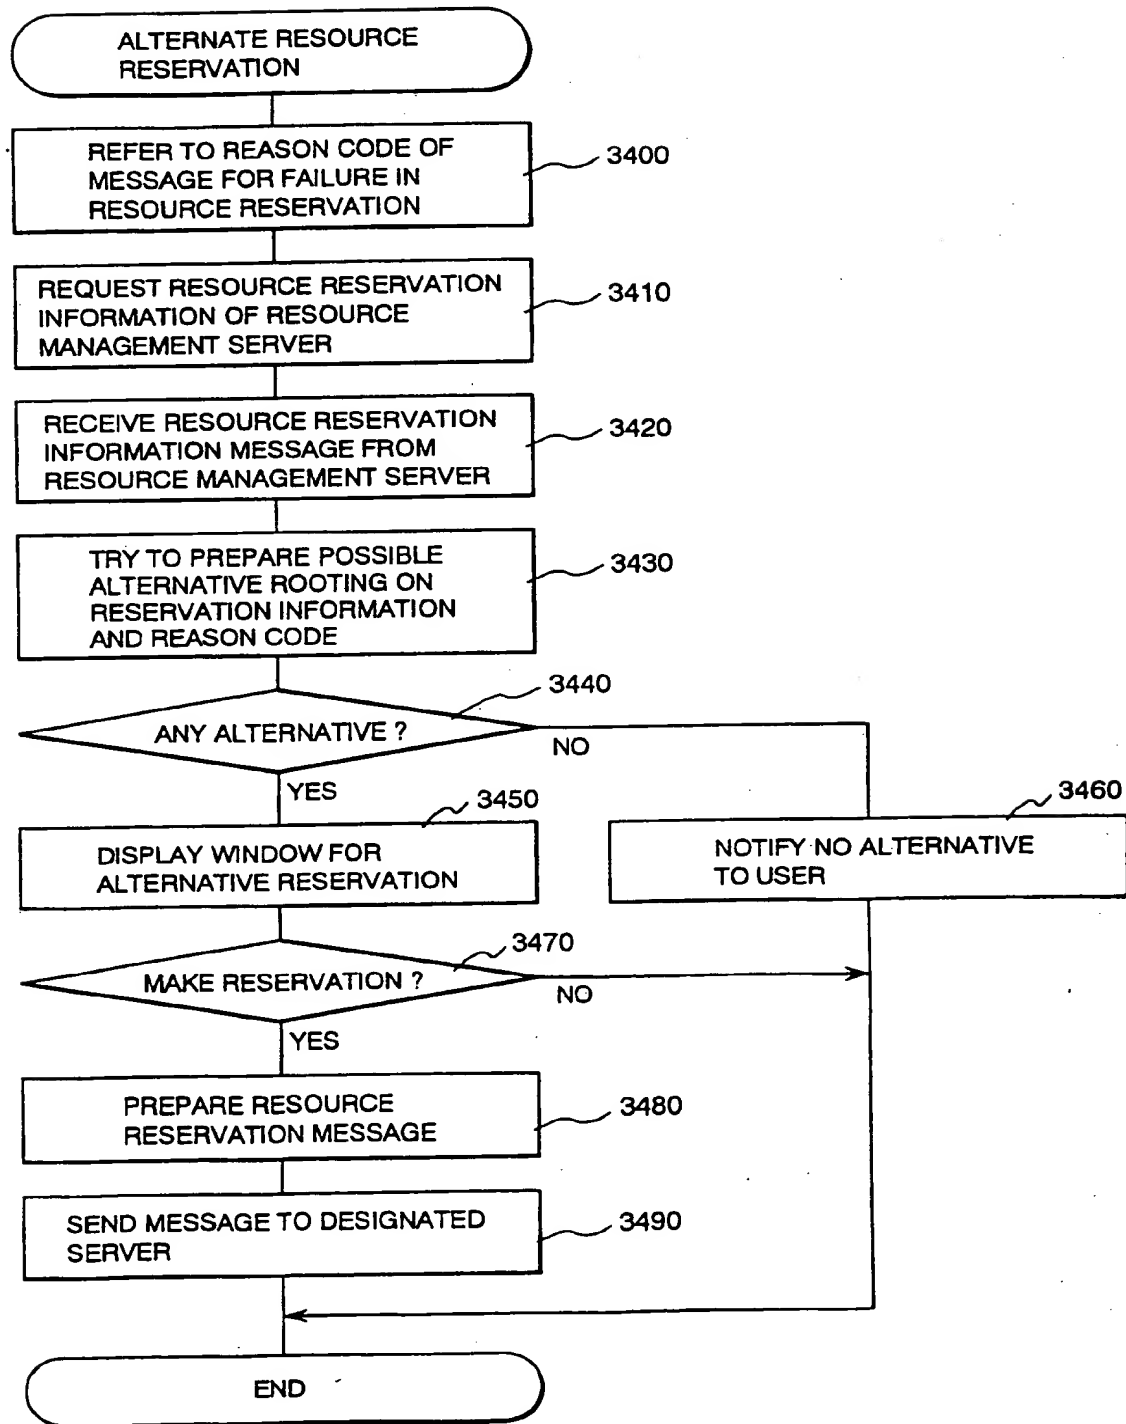 ALTERNATE RESOURCE
RESERVATION
REFER TO REASON CODE OF
MESSAGE FOR FAILURE IN
RESOURCE RESERVATION
3400
REQUEST RESOURCE RESERVATION
INFORMATION OF RESOURCE
MANAGEMENT SERVER
3410
RECEIVE RESOURCE RESERVATION
INFORMATION MESSAGE FROM
RESOURCE MANAGEMENT SERVER
3420
TRY TO PREPARE POSSIBLE
ALTERNATIVE ROOTING ON
RESERVATION INFORMATION
AND REASON CODE
3430
3440
ANY ALTERNATIVE ?
NO
YES
3450
3460
DISPLAY WINDOW FOR
ALTERNATIVE RESERVATION
NOTIFY NO ALTERNATIVE
TO USER
3470
MAKE RESERVATION ?
NO
YES
PREPARE RESOURCE
RESERVATION MESSAGE
3480
SEND MESSAGE TO DESIGNATED
SERVER
3490
END